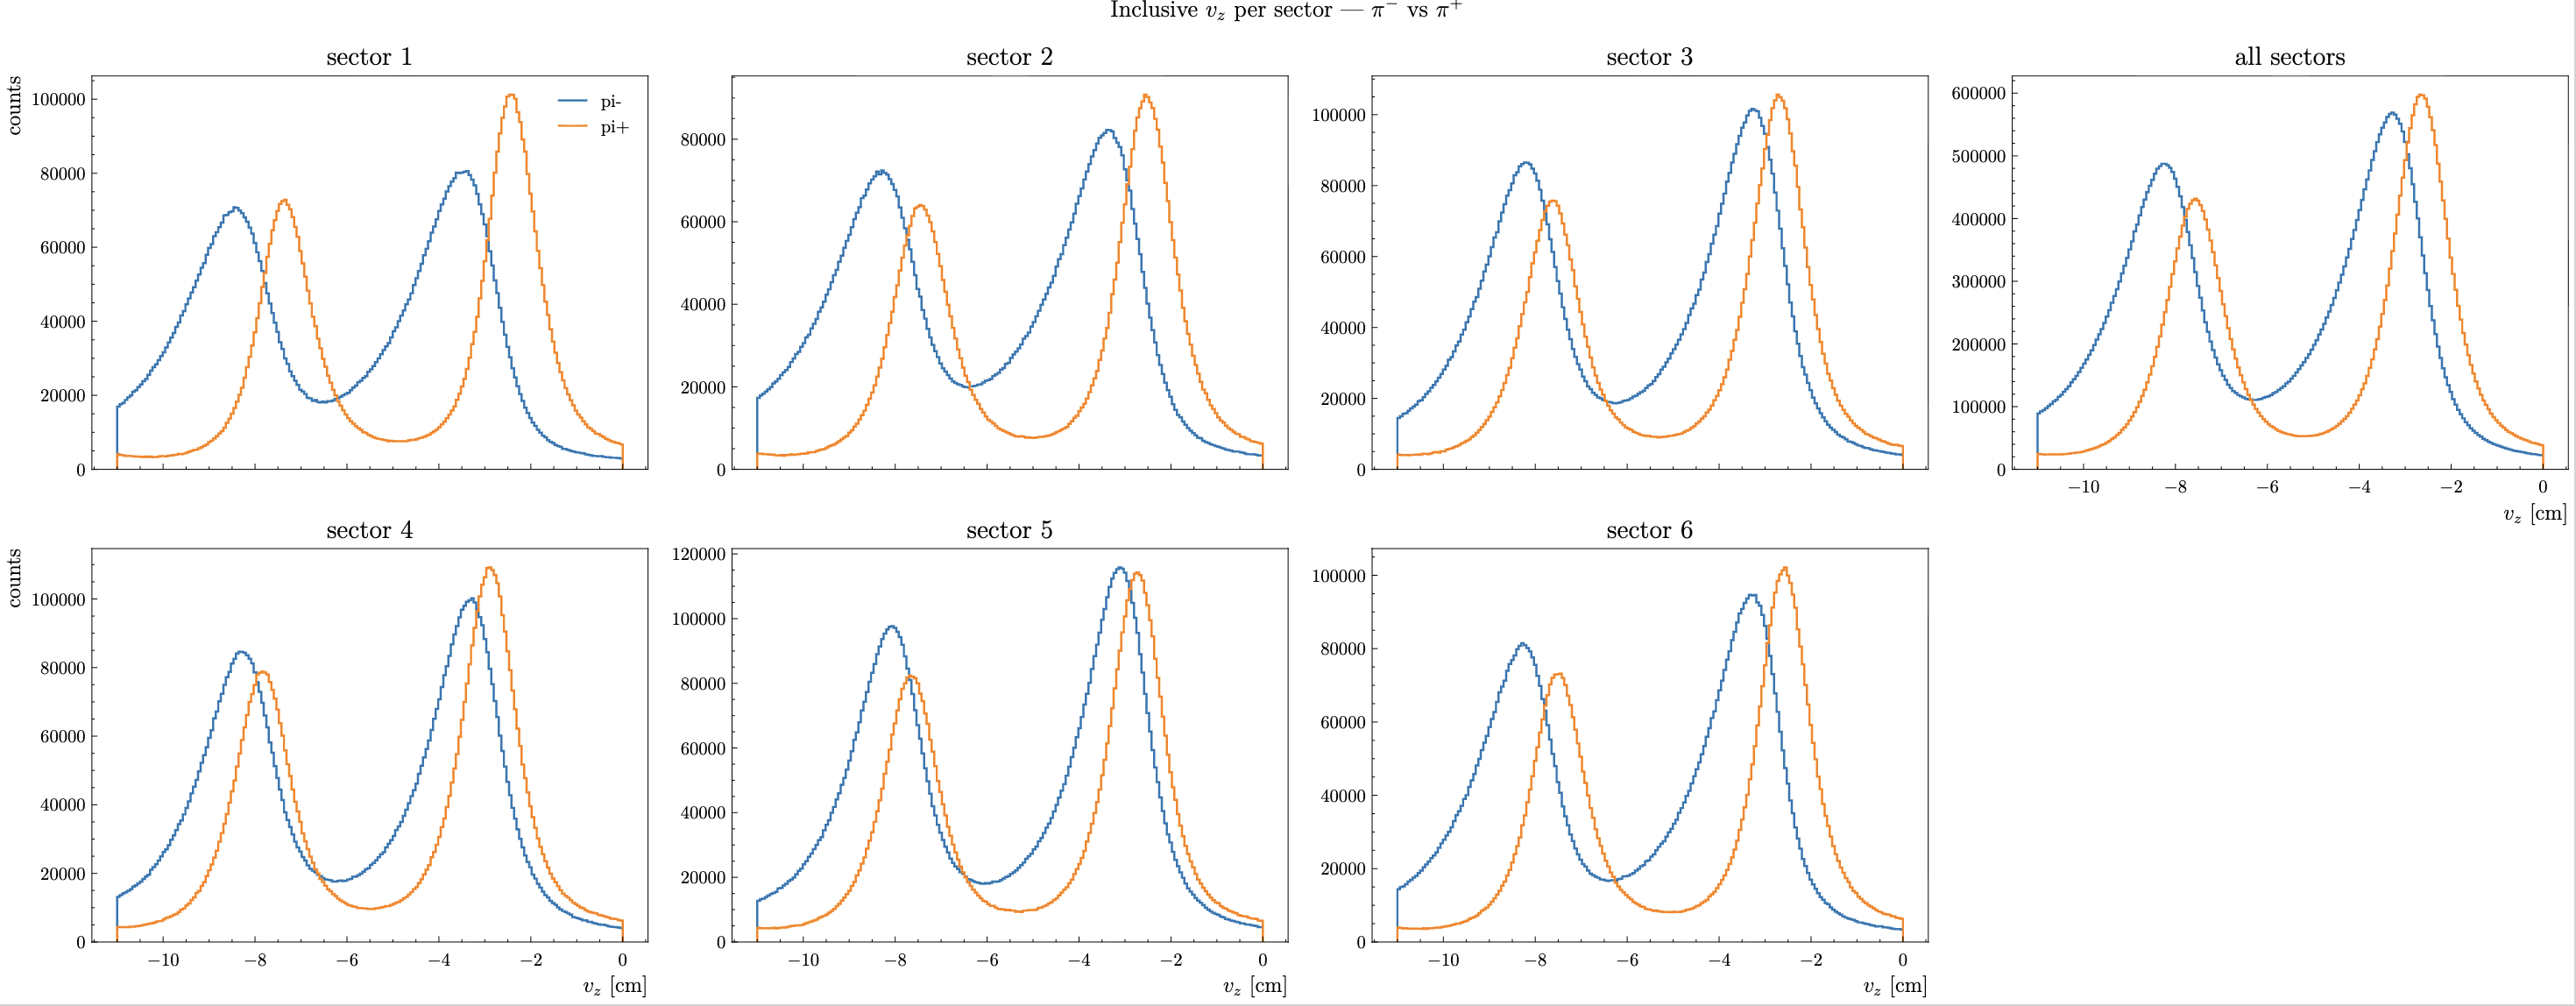 Inclusive v_z per sector — π⁻ vs π⁺
sector 1
counts
100000
80000
60000
40000
20000
0
pi-
pi+
sector 2
80000
60000
40000
20000
0
sector 3
100000
80000
60000
40000
20000
0
all sectors
600000
500000
400000
300000
200000
100000
0
−10 −8 −6 −4 −2 0
v_z [cm]
sector 4
counts
100000
80000
60000
40000
20000
0
−10 −8 −6 −4 −2 0
v_z [cm]
sector 5
120000
100000
80000
60000
40000
20000
0
−10 −8 −6 −4 −2 0
v_z [cm]
sector 6
100000
80000
60000
40000
20000
0
−10 −8 −6 −4 −2 0
v_z [cm]